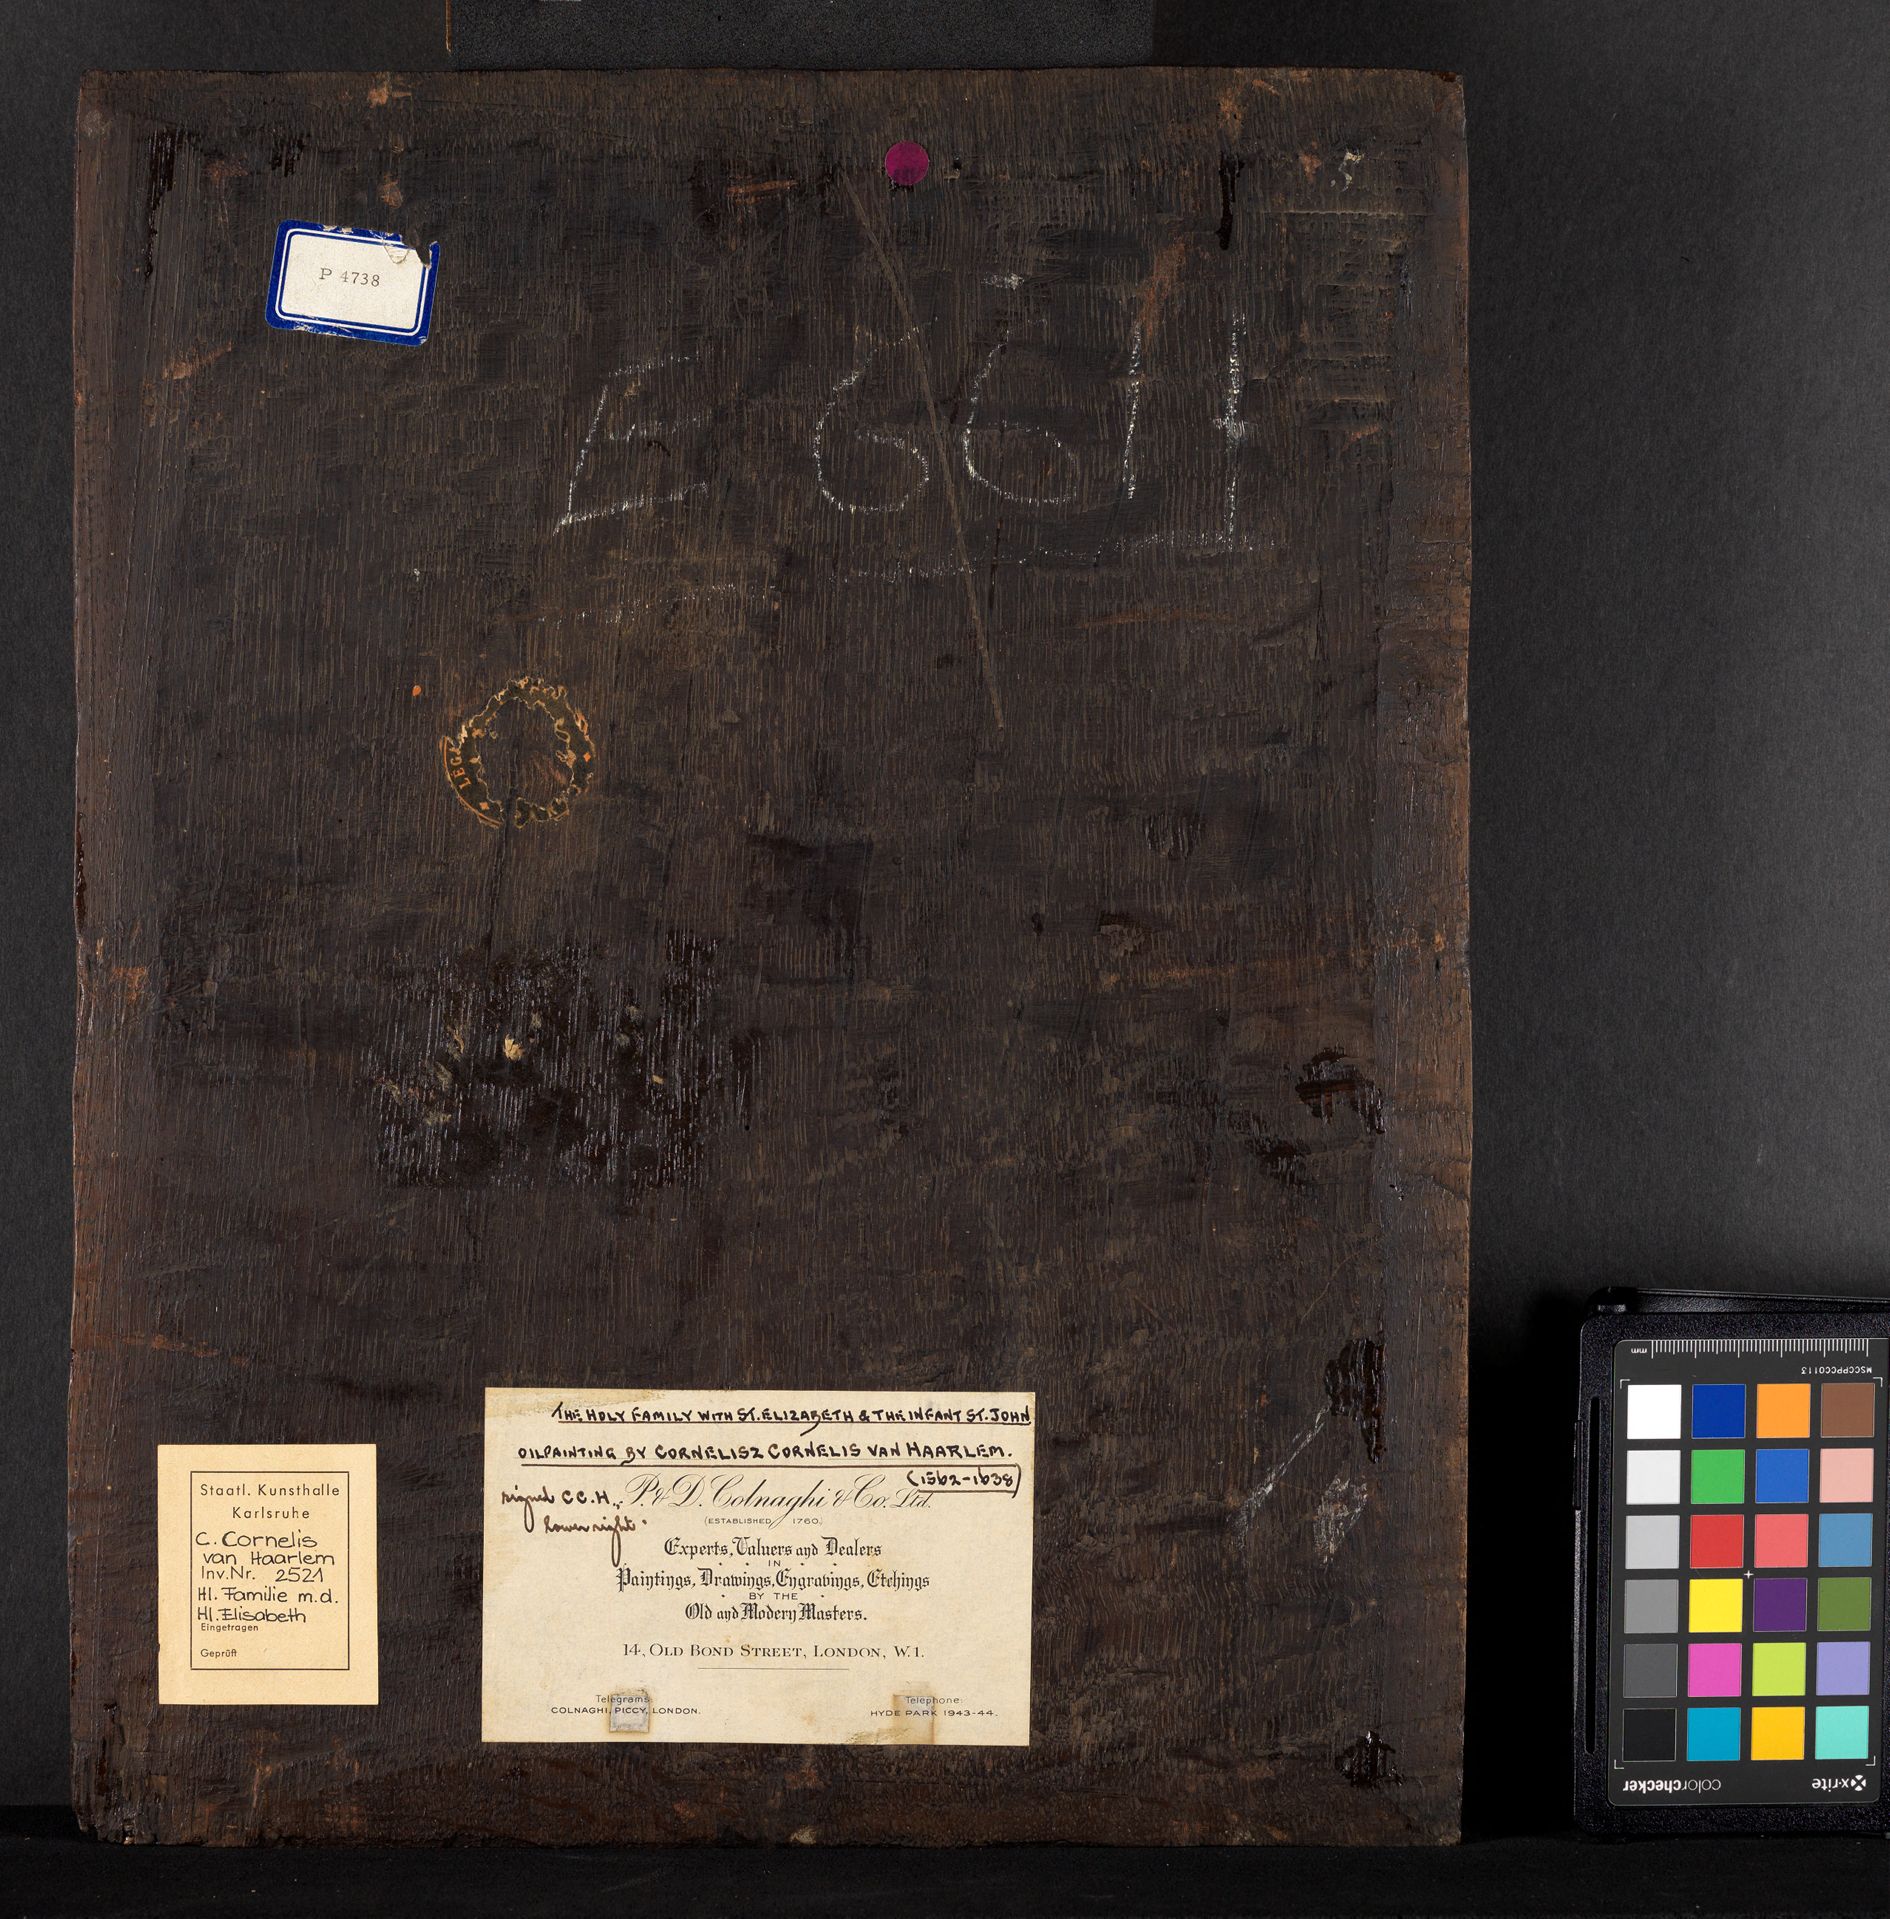 P 4738
E 6611
LEG
Staatl. Kunsthalle
Karlsruhe
C. Cornelis
van Haarlem
Inv.Nr. 2521
Hl. Familie m.d.
Hl. Elisabeth
Eingetragen
Geprüft
THE HOLY FAMILY WITH ST. ELIZABETH & THE INFANT ST. JOHN
OILPAINTING BY CORNELISZ CORNELIS VAN HAARLEM.
(1562-1638)
signed C C. H.,
lower right.
P. & D. Colnaghi & Co. Ltd.
(ESTABLISHED 1760.)
Experts, Valuers and Dealers
IN
Paintings, Drawings, Engravings, Etchings
BY THE
Old and Modern Masters.
14, OLD BOND STREET, LONDON, W.1.
Telegrams:
COLNAGHI, PICCY, LONDON.
Telephone:
HYDE PARK 1943-44.
mm
MSCCPPCC0113
colorchecker
x-rite